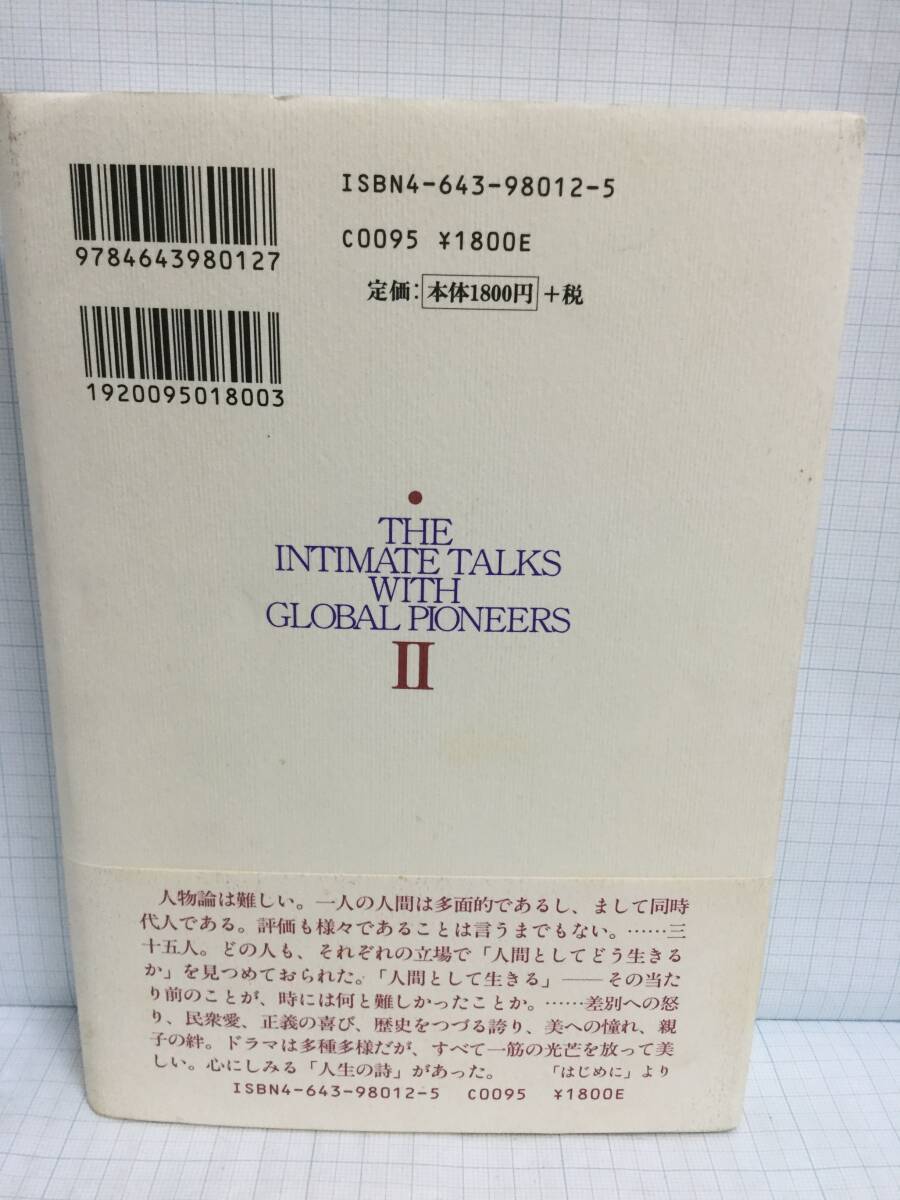 ISBN4-643-98012-5
9784643980127
C0095 ¥1800E
定価：本体1800円＋税
1920095018003
THE
INTIMATE TALKS
WITH
GLOBAL PIONEERS
II
人物論は難しい。一人の人間は多面的であるし、まして同時
代人である。評価も様々であることは言うまでもない。……三
十五人。どの人も、それぞれの立場で「人間としてどう生きる
か」を見つめておられた。「人間として生きる」——その当た
り前のことが、時には何と難しかったことか。……差別への怒
り、民衆愛、正義の喜び、歴史をつづる誇り、美への憧れ、親
子の絆。ドラマは多種多様だが、すべて一筋の光芒を放って美
しい。心にしみる「人生の詩」があった。　「はじめに」より
ISBN4-643-98012-5 C0095 ¥1800E